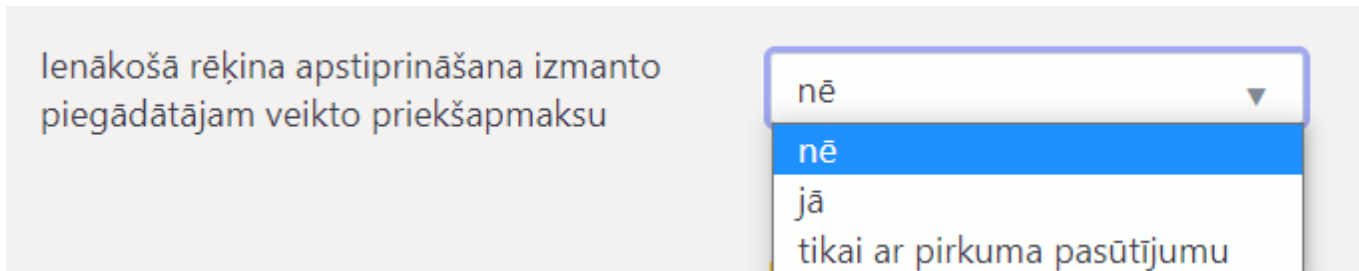 Ienākošā rēķina apstiprināšana izmanto
piegādātājam veikto priekšapmaksu
nē
nē
jā
tikai ar pirkuma pasūtījumu